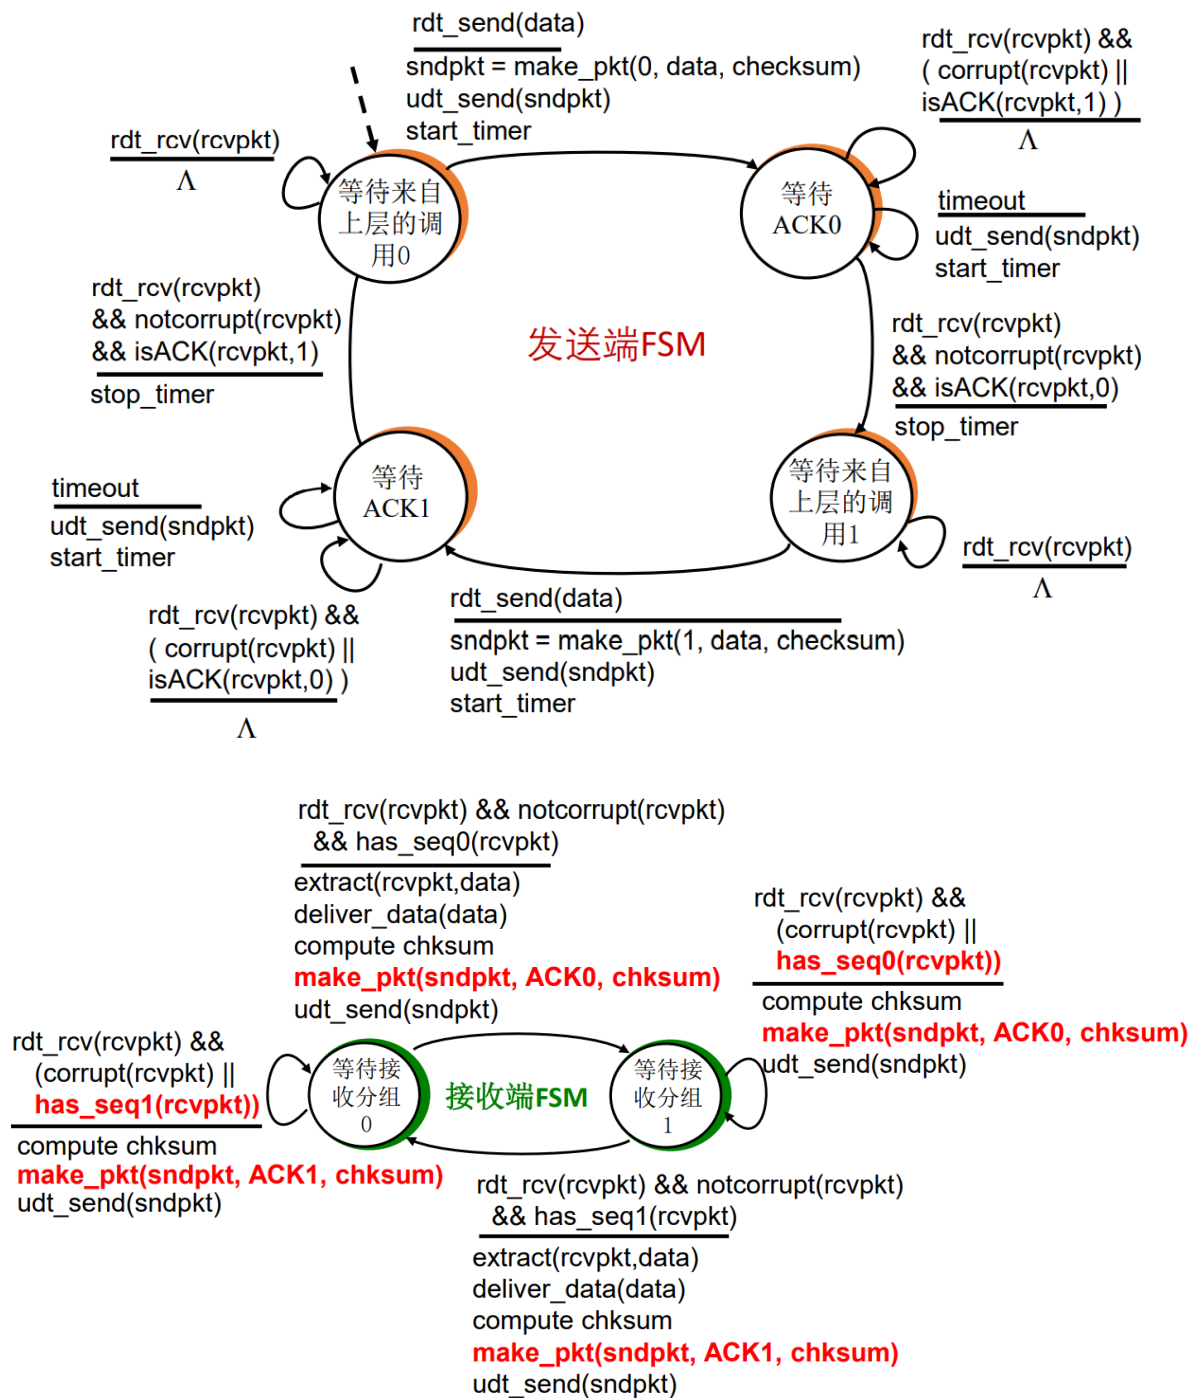 rdt_send(data)
sndpkt = make_pkt(0, data, checksum)
udt_send(sndpkt)
start_timer
rdt_rcv(rcvpkt) &&
( corrupt(rcvpkt) ||
isACK(rcvpkt,1) )
Λ
rdt_rcv(rcvpkt)
Λ
等待来自
上层的调
用0
等待
ACK0
timeout
udt_send(sndpkt)
start_timer
rdt_rcv(rcvpkt)
&& notcorrupt(rcvpkt)
&& isACK(rcvpkt,1)
stop_timer
发送端FSM
rdt_rcv(rcvpkt)
&& notcorrupt(rcvpkt)
&& isACK(rcvpkt,0)
stop_timer
等待
ACK1
等待来自
上层的调
用1
timeout
udt_send(sndpkt)
start_timer
rdt_rcv(rcvpkt)
Λ
rdt_rcv(rcvpkt) &&
( corrupt(rcvpkt) ||
isACK(rcvpkt,0) )
Λ
rdt_send(data)
sndpkt = make_pkt(1, data, checksum)
udt_send(sndpkt)
start_timer
rdt_rcv(rcvpkt) && notcorrupt(rcvpkt)
&& has_seq0(rcvpkt)
extract(rcvpkt,data)
deliver_data(data)
compute chksum
make_pkt(sndpkt, ACK0, chksum)
udt_send(sndpkt)
rdt_rcv(rcvpkt) &&
(corrupt(rcvpkt) ||
has_seq0(rcvpkt))
compute chksum
make_pkt(sndpkt, ACK0, chksum)
udt_send(sndpkt)
rdt_rcv(rcvpkt) &&
(corrupt(rcvpkt) ||
has_seq1(rcvpkt))
compute chksum
make_pkt(sndpkt, ACK1, chksum)
udt_send(sndpkt)
等待接
收分组
0
接收端FSM
等待接
收分组
1
rdt_rcv(rcvpkt) && notcorrupt(rcvpkt)
&& has_seq1(rcvpkt)
extract(rcvpkt,data)
deliver_data(data)
compute chksum
make_pkt(sndpkt, ACK1, chksum)
udt_send(sndpkt)